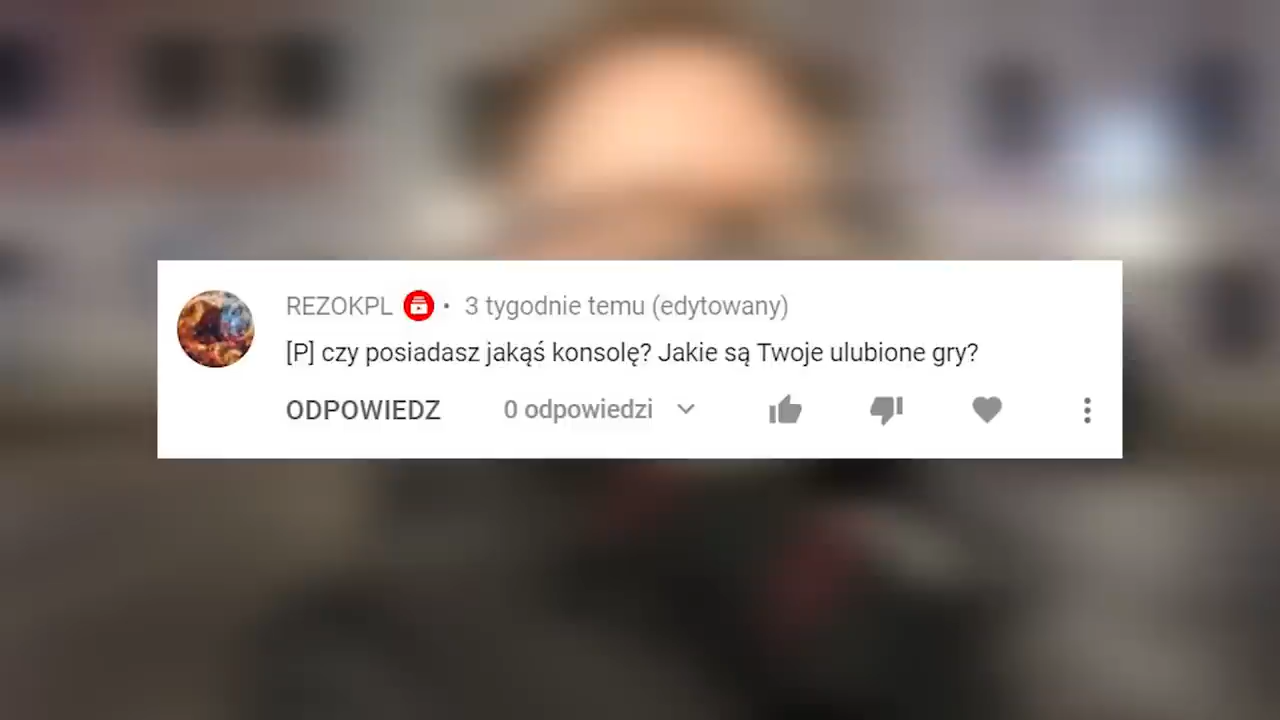 REZOKPL • 3 tygodnie temu (edytowany)
[P] czy posiadasz jakąś konsolę? Jakie są Twoje ulubione gry?
ODPOWIEDZ 0 odpowiedzi